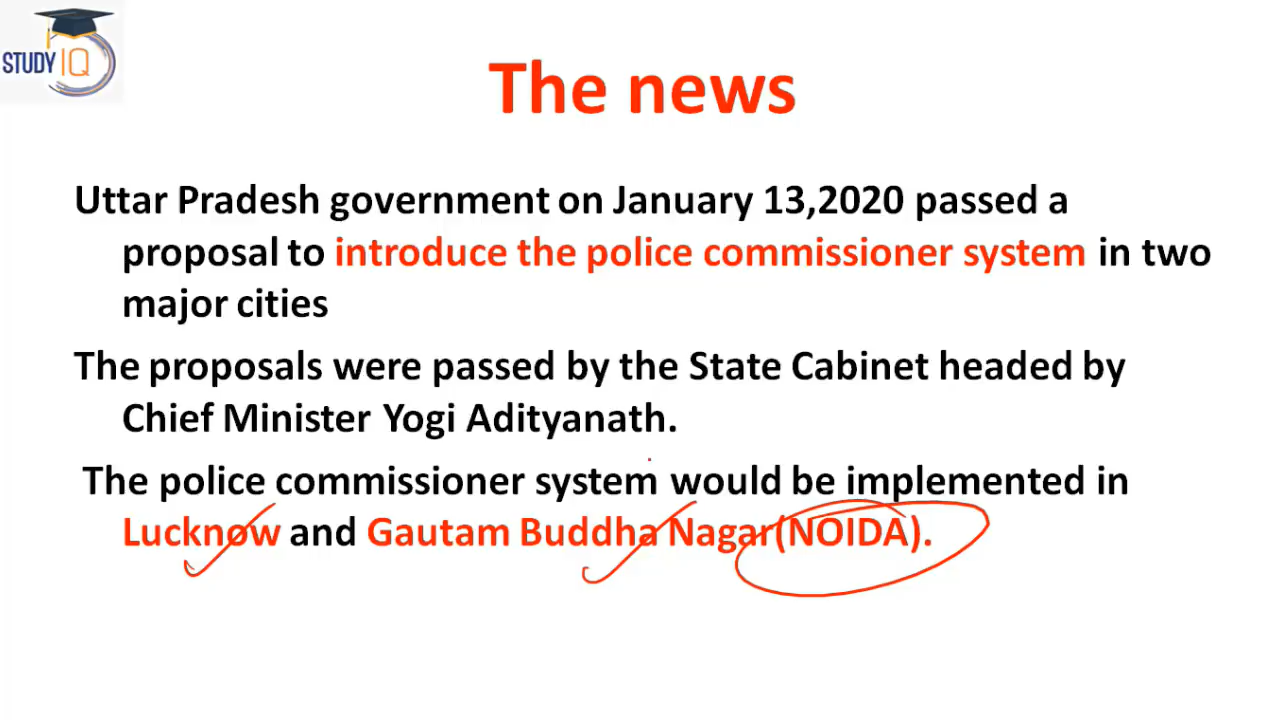 STUDY IQ
The news
Uttar Pradesh government on January 13,2020 passed a
proposal to introduce the police commissioner system in two
major cities
The proposals were passed by the State Cabinet headed by
Chief Minister Yogi Adityanath.
The police commissioner system would be implemented in
Lucknow and Gautam Buddha Nagar(NOIDA).